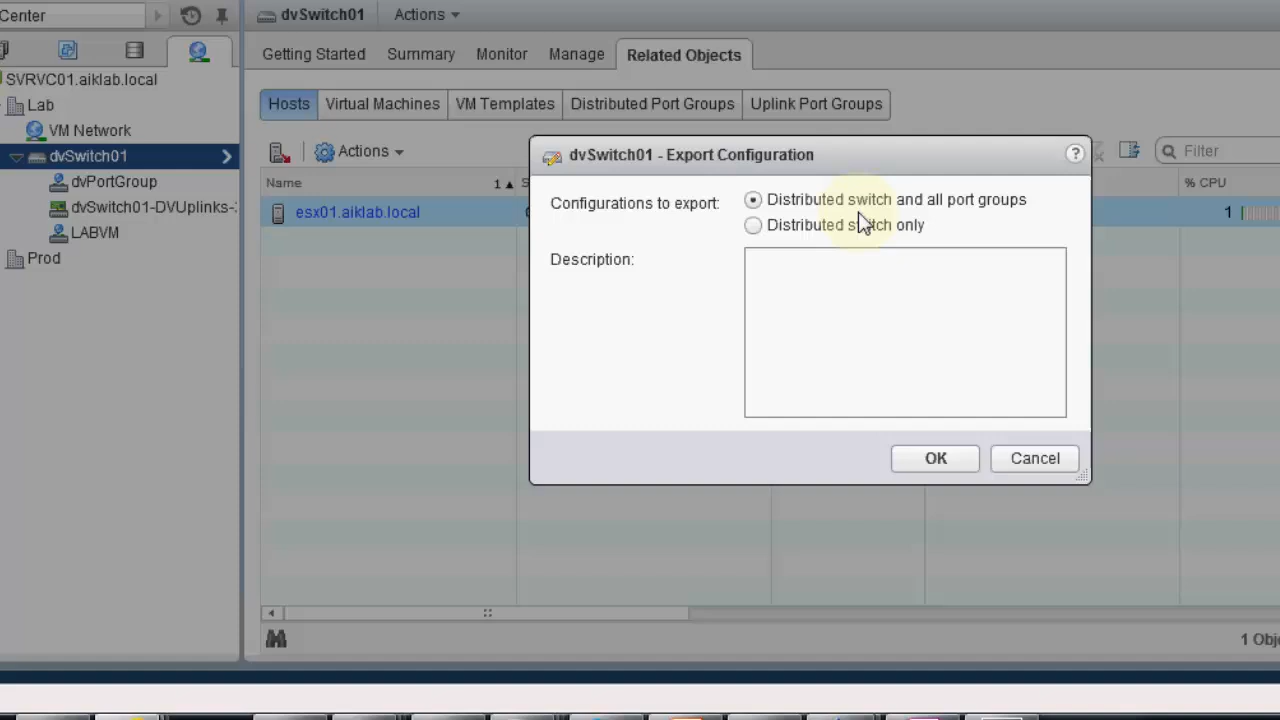 Center
dvSwitch01 Actions
Getting Started Summary Monitor Manage Related Objects
SVRVC01.aiklab.local
Lab
Hosts Virtual Machines VM Templates Distributed Port Groups Uplink Port Groups
VM Network
Actions
Filter
dvSwitch01
dvSwitch01 - Export Configuration
?
dvPortGroup
Name 1 S
% CPU
Configurations to export: Distributed switch and all port groups
dvSwitch01-DVUplinks-
esx01.aiklab.local
1
Distributed switch only
LABVM
Prod
Description:
OK Cancel
1 Obj